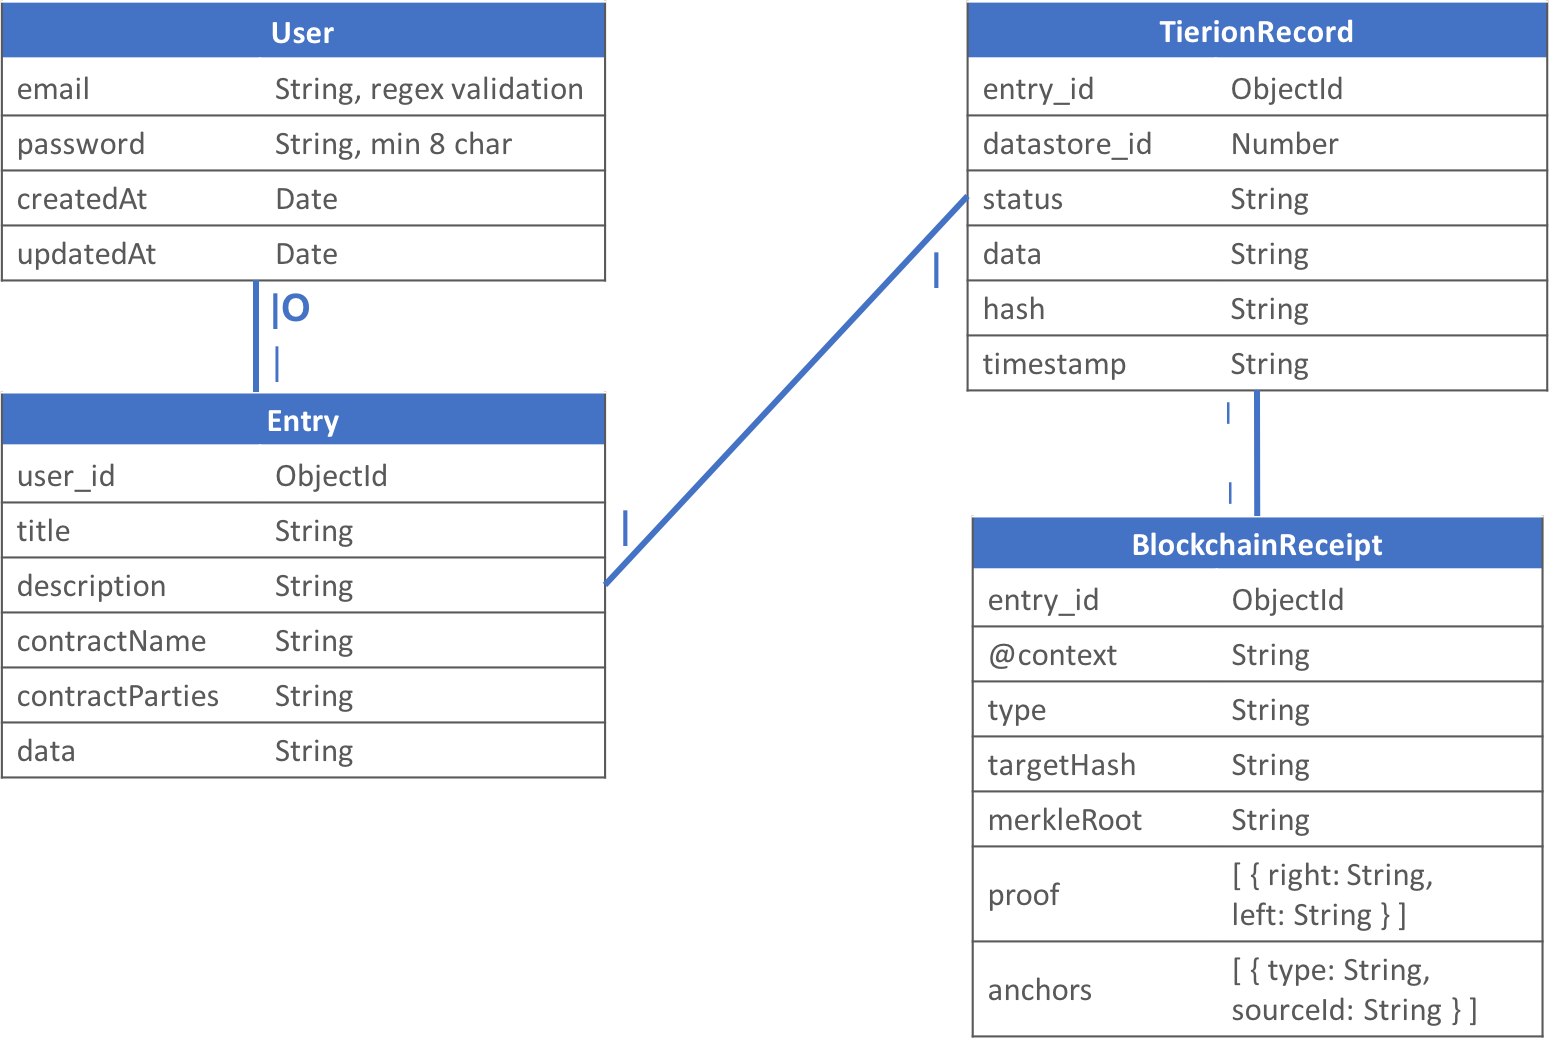 User
email String, regex validation
password String, min 8 char
createdAt Date
updatedAt Date
|O
|
Entry
user_id ObjectId
title String
description String
contractName String
contractParties String
data String
|
|
TierionRecord
entry_id ObjectId
datastore_id Number
status String
data String
hash String
timestamp String
|
|
BlockchainReceipt
entry_id ObjectId
@context String
type String
targetHash String
merkleRoot String
proof [ { right: String,
left: String } ]
anchors [ { type: String,
sourceId: String } ]